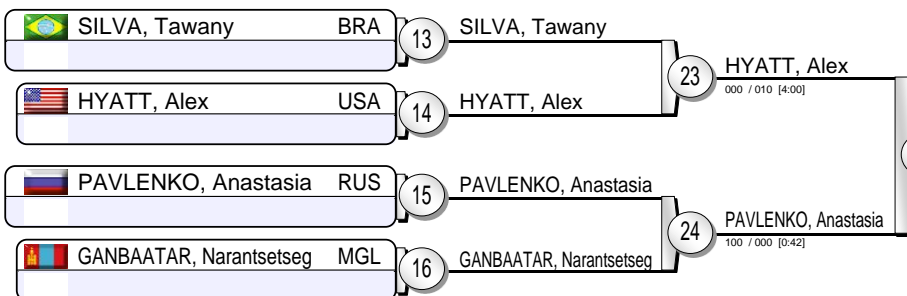 SILVA, Tawany BRA
13
SILVA, Tawany
HYATT, Alex USA
14
HYATT, Alex
23
HYATT, Alex
000 / 010 [4:00]
PAVLENKO, Anastasia RUS
15
PAVLENKO, Anastasia
GANBAATAR, Narantsetseg MGL
16
GANBAATAR, Narantsetseg
24
PAVLENKO, Anastasia
100 / 000 [0:42]